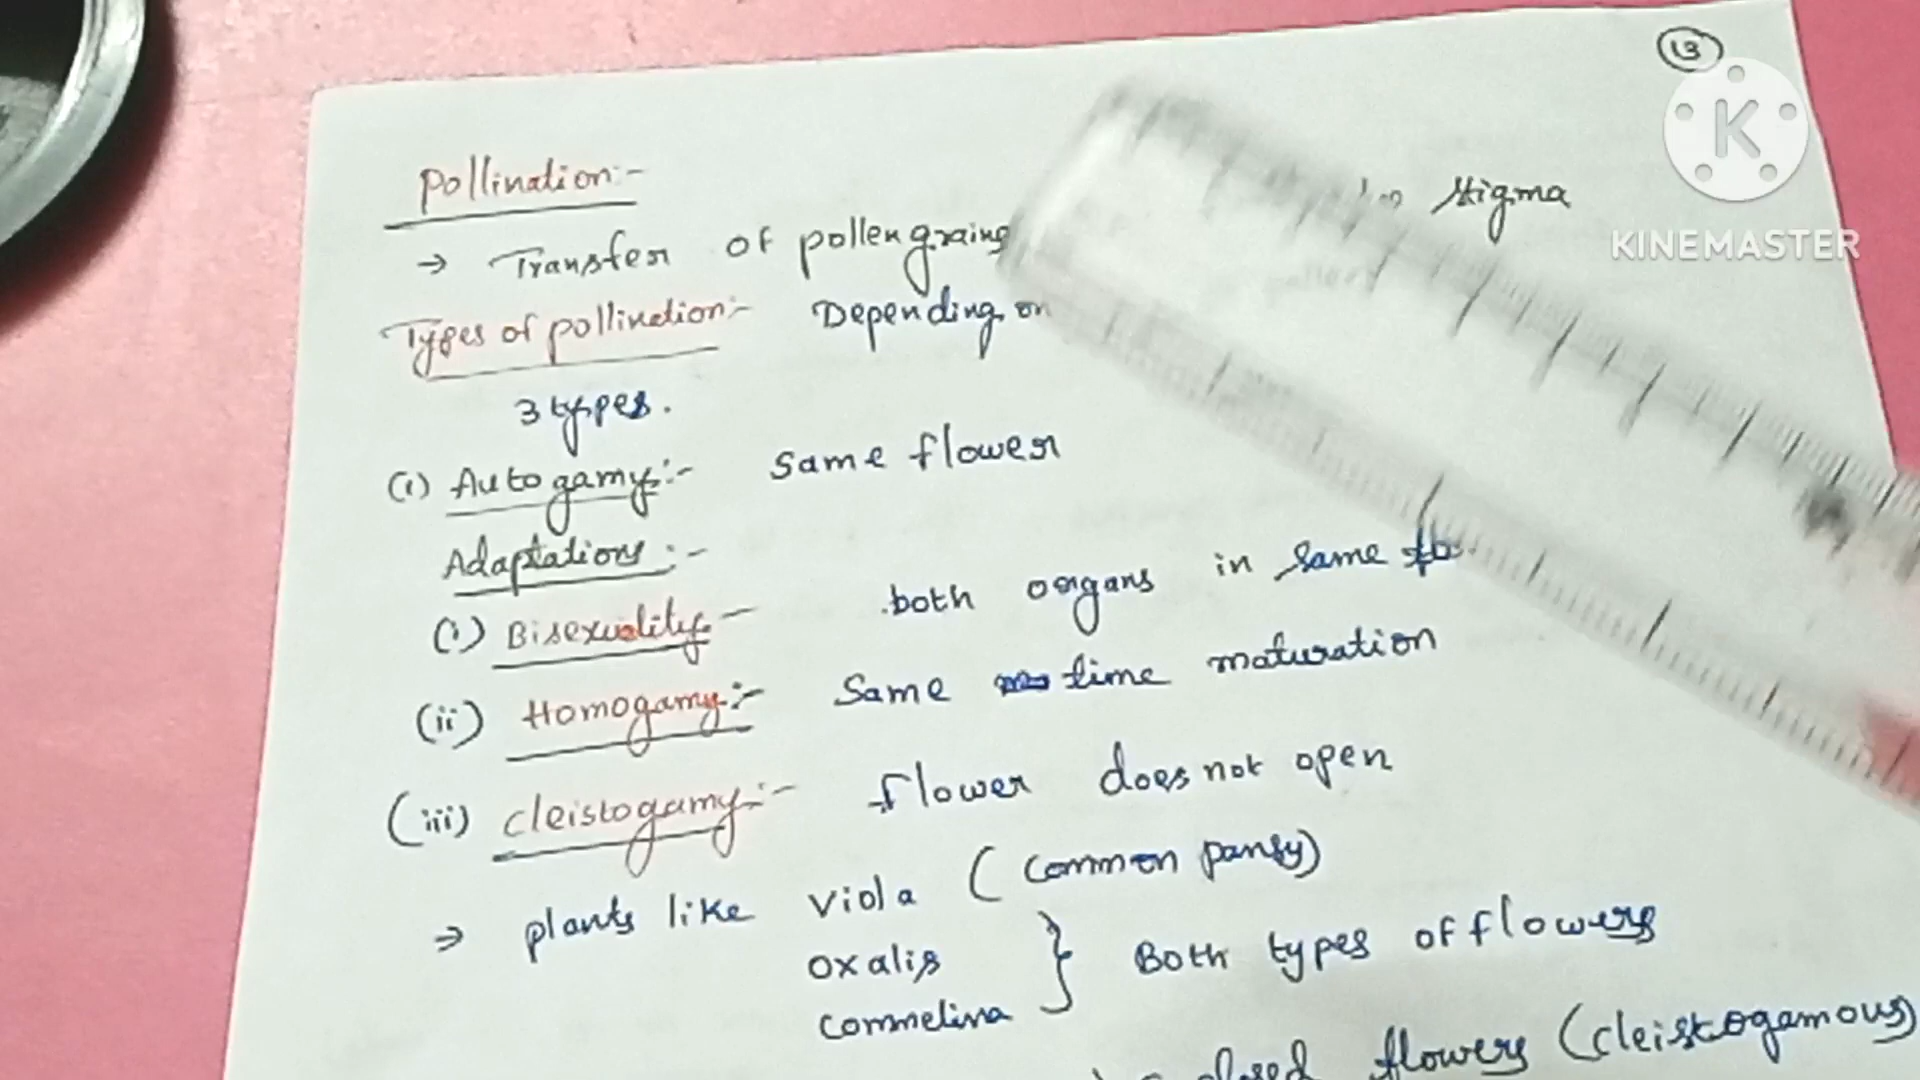 13
Pollination:-
→ Transfer of pollengrains to stigma
Types of pollination:- Depending on
3 types.
(i) Autogamy:- same flower
Adaptations:-
(i) Bisexuality- both organs in same
(ii) Homogamy:- Same time maturation
(iii) cleistogamy:- flower does not open
⇒ plants like viola (common pansy)
oxalis } Both types of flowers
commelina
closed flowers (cleistogamous)
K
KINEMASTER